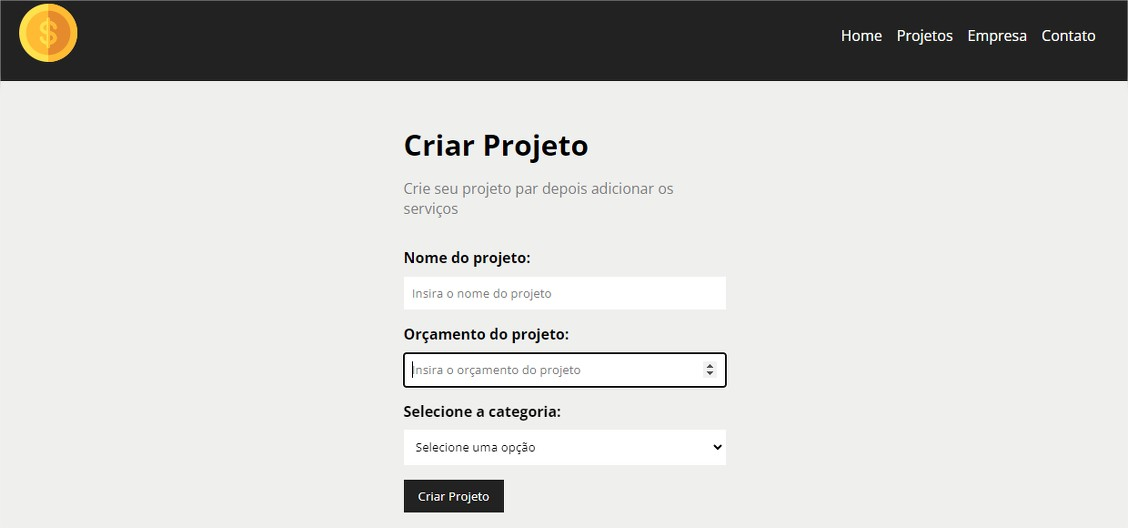 $
Home Projetos Empresa Contato
Criar Projeto
Crie seu projeto par depois adicionar os
serviços
Nome do projeto:
Insira o nome do projeto
Orçamento do projeto:
Insira o orçamento do projeto
Selecione a categoria:
Selecione uma opção
Criar Projeto